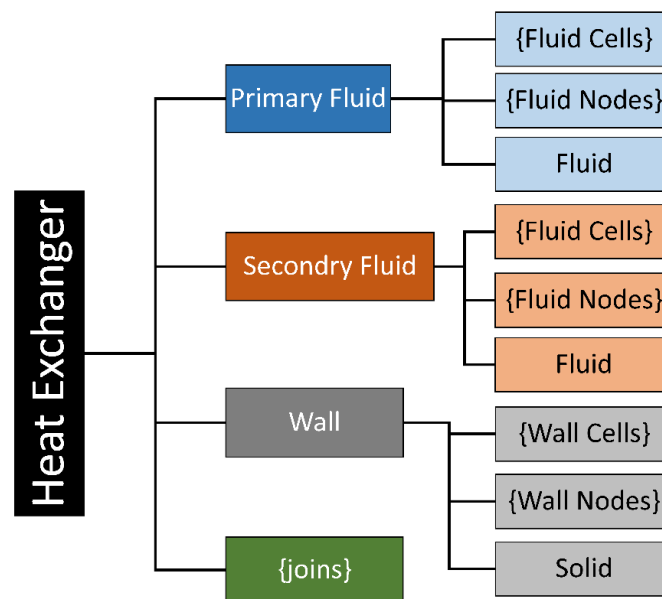 Heat Exchanger
Primary Fluid
{Fluid Cells}
{Fluid Nodes}
Fluid
Secondry Fluid
{Fluid Cells}
{Fluid Nodes}
Fluid
Wall
{Wall Cells}
{Wall Nodes}
Solid
{joins}